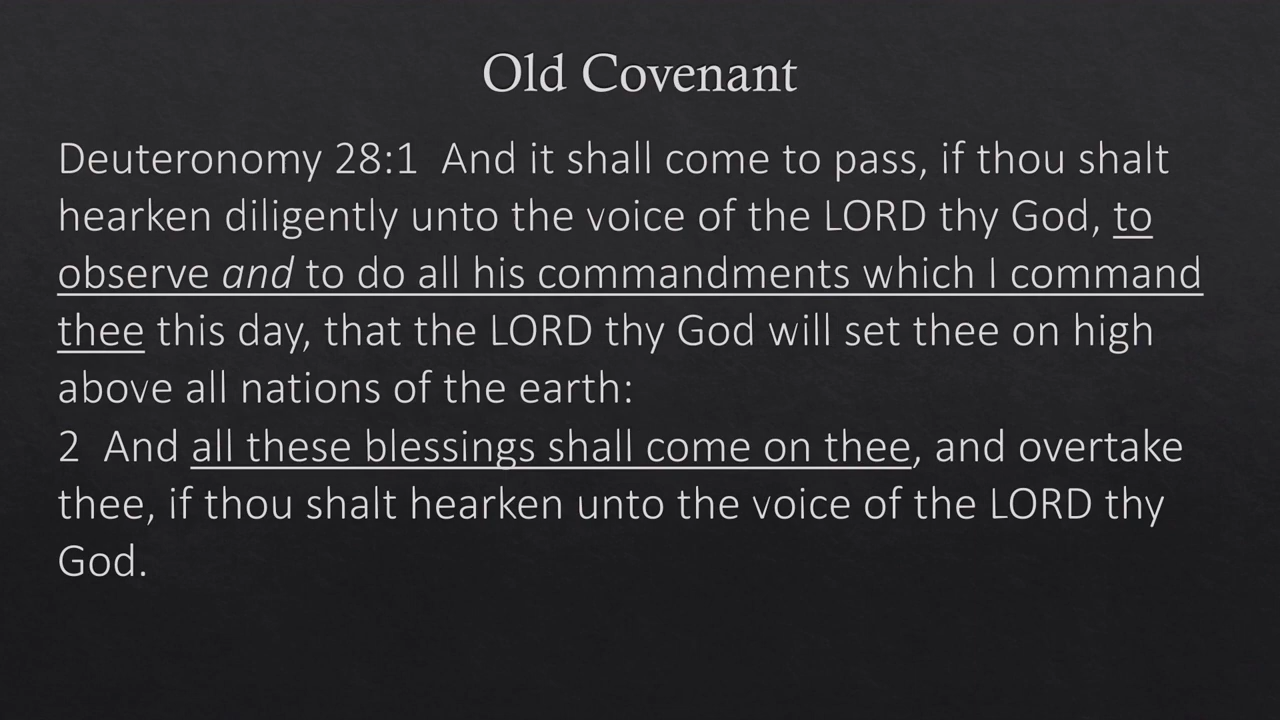 Old Covenant
Deuteronomy 28:1  And it shall come to pass, if thou shalt
hearken diligently unto the voice of the LORD thy God, to
observe and to do all his commandments which I command
thee this day, that the LORD thy God will set thee on high
above all nations of the earth:
2  And all these blessings shall come on thee, and overtake
thee, if thou shalt hearken unto the voice of the LORD thy
God.